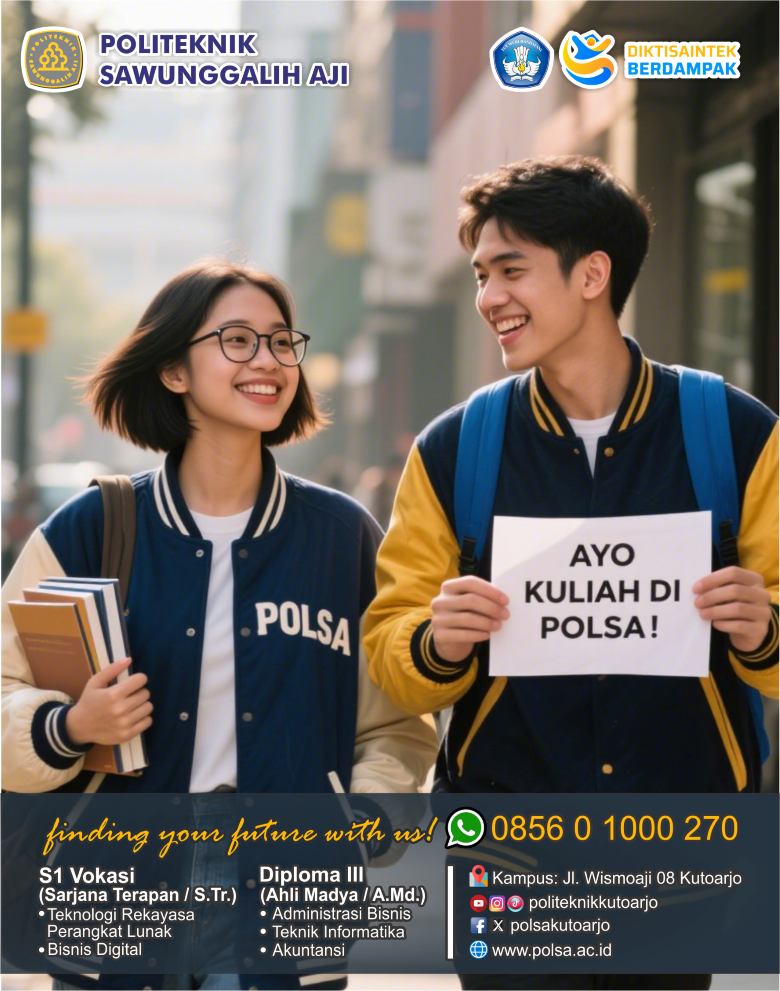 POLITEKNIK
SAWUNGGALIH AJI
DIKTISAINTEK
BERDAMPAK
AYO
KULIAH DI
POLSA!
POLSA
finding your future with us!
0856 0 1000 270
S1 Vokasi
(Sarjana Terapan / S.Tr.)
• Teknologi Rekayasa
Perangkat Lunak
• Bisnis Digital
Diploma III
(Ahli Madya / A.Md.)
• Administrasi Bisnis
• Teknik Informatika
• Akuntansi
Kampus: Jl. Wismoaji 08 Kutoarjo
politeknikkutoarjo
X polsakutoarjo
www.polsa.ac.id